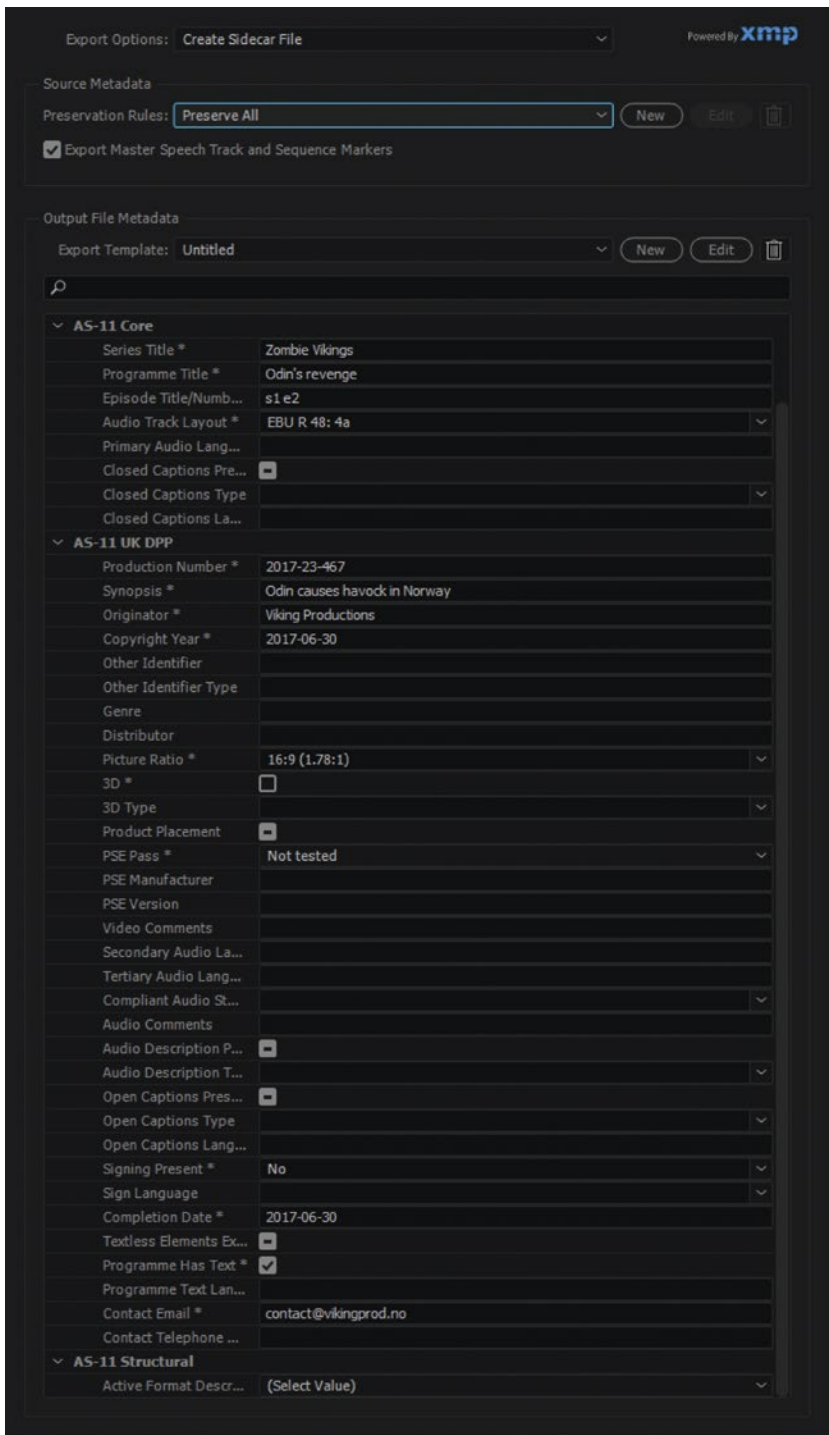 Export Options: Create Sidecar File
Powered By xmp
Source Metadata
Preservation Rules: Preserve All New Edit
Export Master Speech Track and Sequence Markers
Output File Metadata
Export Template: Untitled New Edit
AS-11 Core
Series Title * Zombie Vikings
Programme Title * Odin's revenge
Episode Title/Numb... s1 e2
Audio Track Layout * EBU R 48: 4a
Primary Audio Lang...
Closed Captions Pre...
Closed Captions Type
Closed Captions La...
AS-11 UK DPP
Production Number * 2017-23-467
Synopsis * Odin causes havock in Norway
Originator * Viking Productions
Copyright Year * 2017-06-30
Other Identifier
Other Identifier Type
Genre
Distributor
Picture Ratio * 16:9 (1.78:1)
3D *
3D Type
Product Placement
PSE Pass * Not tested
PSE Manufacturer
PSE Version
Video Comments
Secondary Audio La...
Tertiary Audio Lang...
Compliant Audio St...
Audio Comments
Audio Description P...
Audio Description T...
Open Captions Pres...
Open Captions Type
Open Captions Lang...
Signing Present * No
Sign Language
Completion Date * 2017-06-30
Textless Elements Ex...
Programme Has Text *
Programme Text Lan...
Contact Email * contact@vikingprod.no
Contact Telephone ...
AS-11 Structural
Active Format Descr... (Select Value)